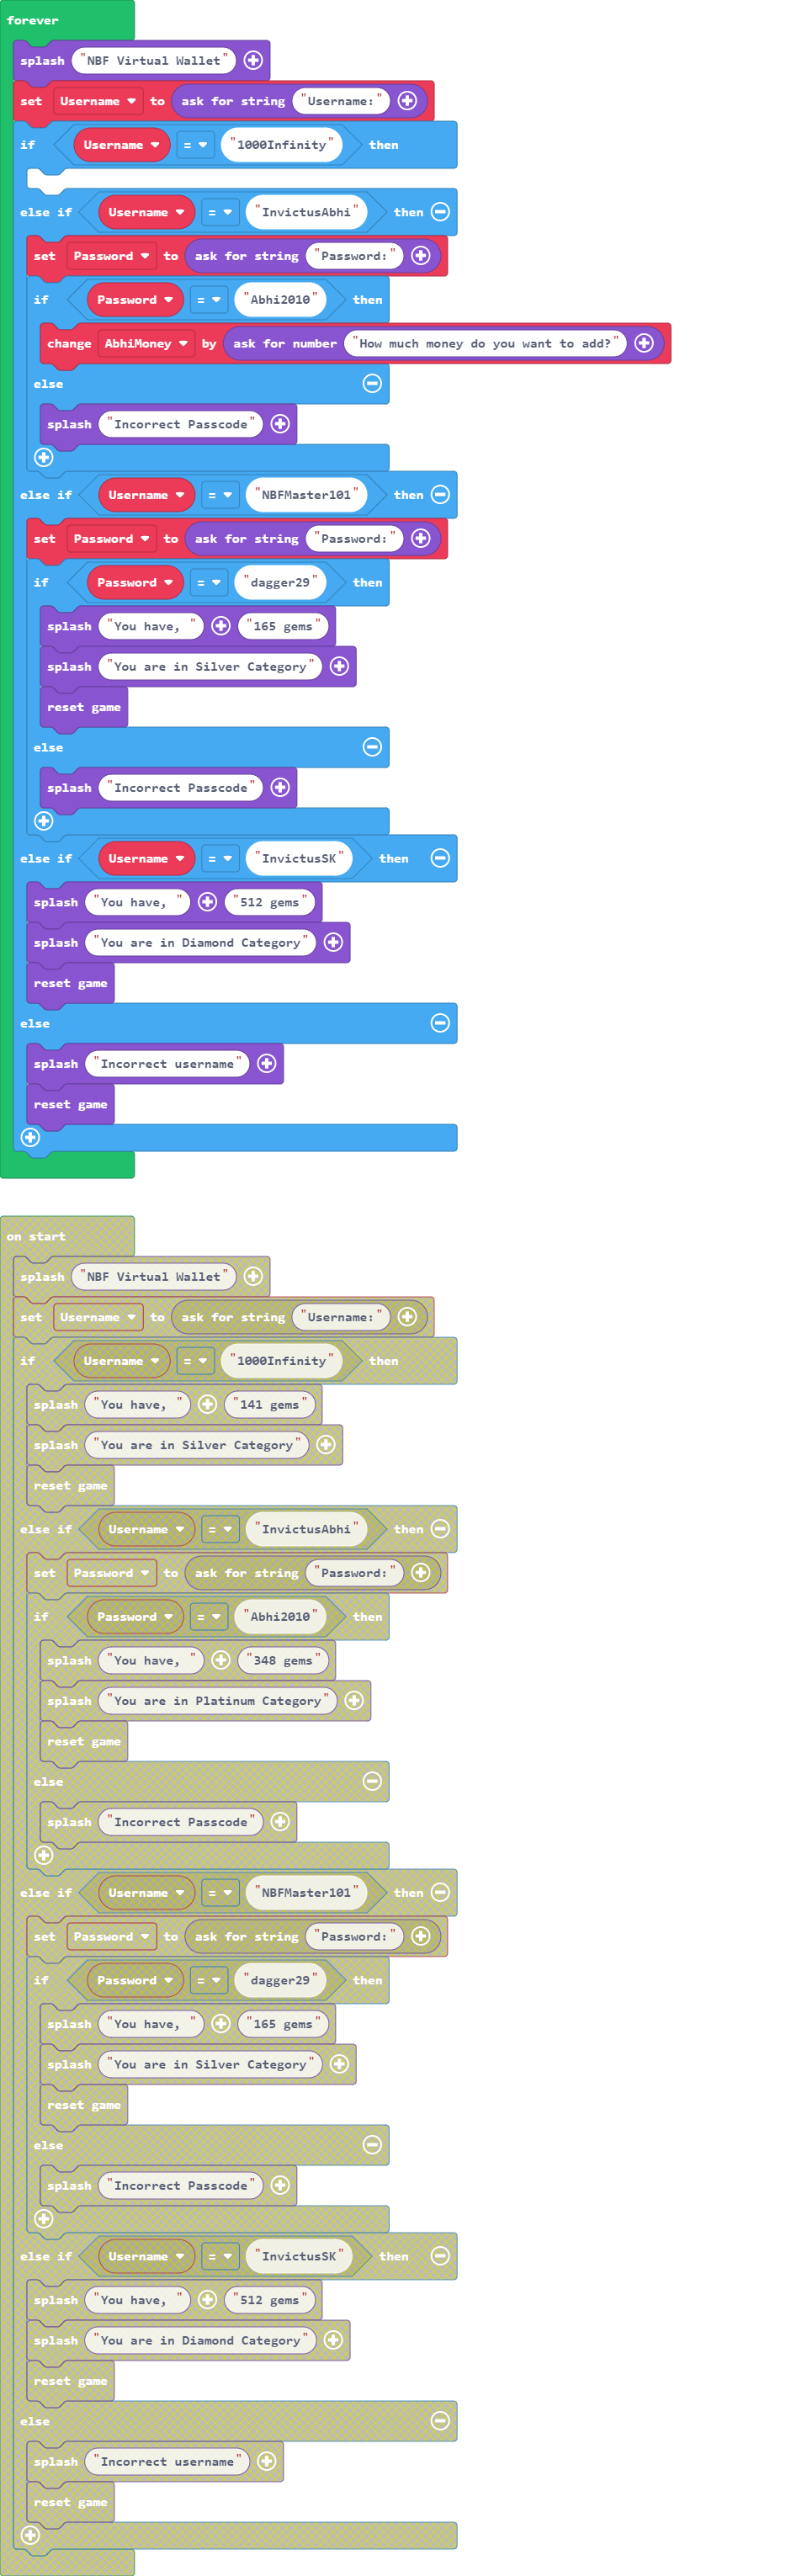 forever
splash "NBF Virtual Wallet"
set Username to ask for string "Username:"
if Username = "1000Infinity" then
else if Username = "InvictusAbhi" then
set Password to ask for string "Password:"
if Password = "Abhi2010" then
change AbhiMoney by ask for number "How much money do you want to add?"
else
splash "Incorrect Passcode"
else if Username = "NBFMaster101" then
set Password to ask for string "Password:"
if Password = "dagger29" then
splash "You have, " "165 gems"
splash "You are in Silver Category"
reset game
else
splash "Incorrect Passcode"
else if Username = "InvictusSK" then
splash "You have, " "512 gems"
splash "You are in Diamond Category"
reset game
else
splash "Incorrect username"
reset game
on start
splash "NBF Virtual Wallet"
set Username to ask for string "Username:"
if Username = "1000Infinity" then
splash "You have, " "141 gems"
splash "You are in Silver Category"
reset game
else if Username = "InvictusAbhi" then
set Password to ask for string "Password:"
if Password = "Abhi2010" then
splash "You have, " "348 gems"
splash "You are in Platinum Category"
reset game
else
splash "Incorrect Passcode"
else if Username = "NBFMaster101" then
set Password to ask for string "Password:"
if Password = "dagger29" then
splash "You have, " "165 gems"
splash "You are in Silver Category"
reset game
else
splash "Incorrect Passcode"
else if Username = "InvictusSK" then
splash "You have, " "512 gems"
splash "You are in Diamond Category"
reset game
else
splash "Incorrect username"
reset game